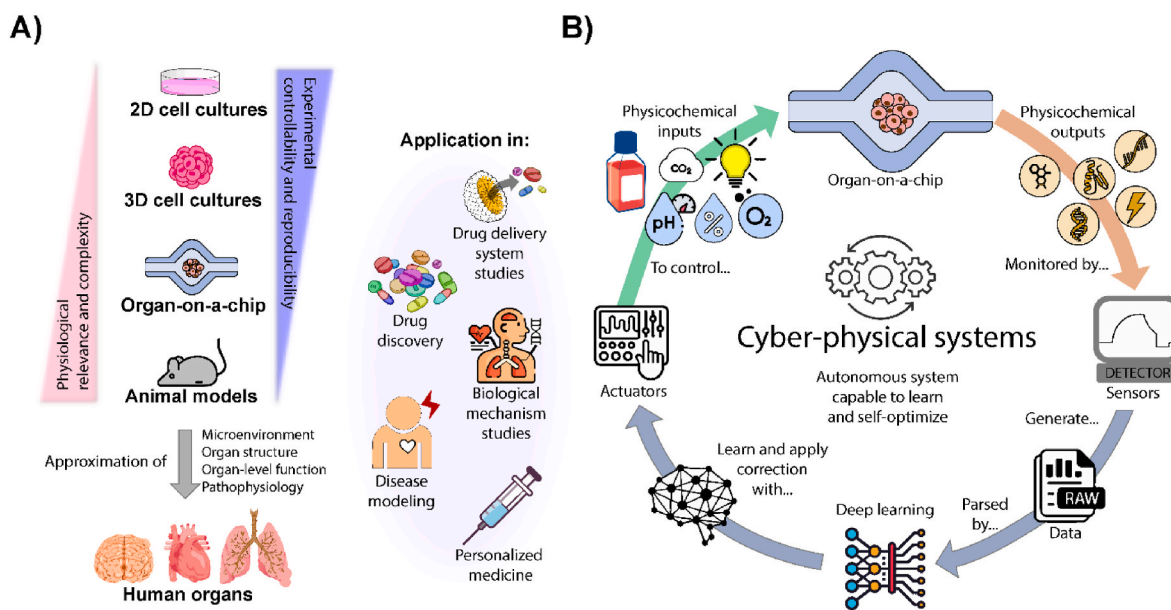 A)
2D cell cultures
3D cell cultures
Organ-on-a-chip
Animal models
Physiological
relevance and complexity
Experimental
controllability and reproducibility
Approximation of
Microenvironment
Organ structure
Organ-level function
Pathophysiology
Human organs
Application in:
Drug delivery
system studies
Drug
discovery
Biological
mechanism
studies
Disease
modeling
Personalized
medicine
B)
Physicochemical
inputs
CO₂
pH
%
O₂
To control...
Organ-on-a-chip
Physicochemical
outputs
Monitored by...
Cyber-physical systems
Autonomous system
capable to learn
and self-optimize
DETECTOR
Sensors
Generate...
RAW
Data
Parsed
by...
Deep learning
Learn and apply
correction
with...
Actuators